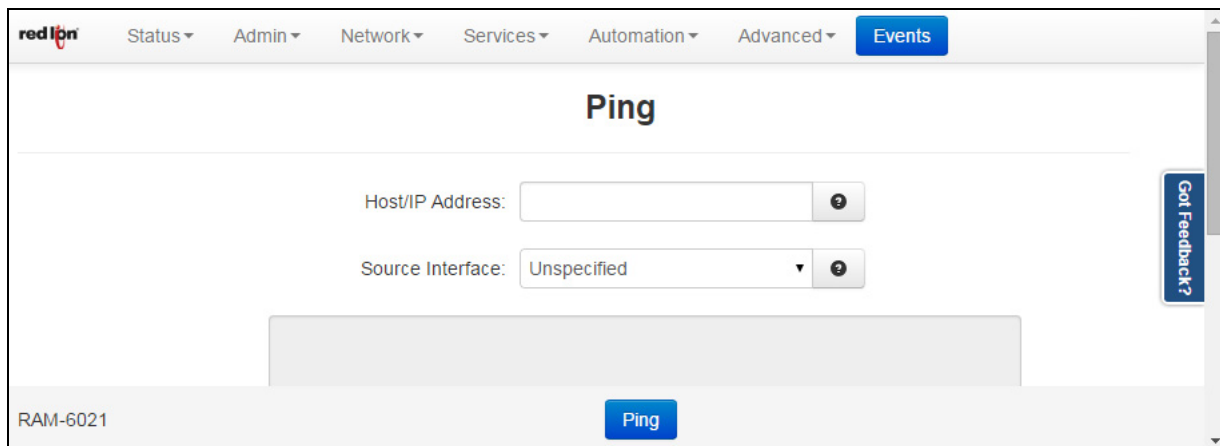 red lion
Status
Admin
Network
Services
Automation
Advanced
Events
Ping
Host/IP Address:
Source Interface:
Unspecified
Got Feedback?
RAM-6021
Ping